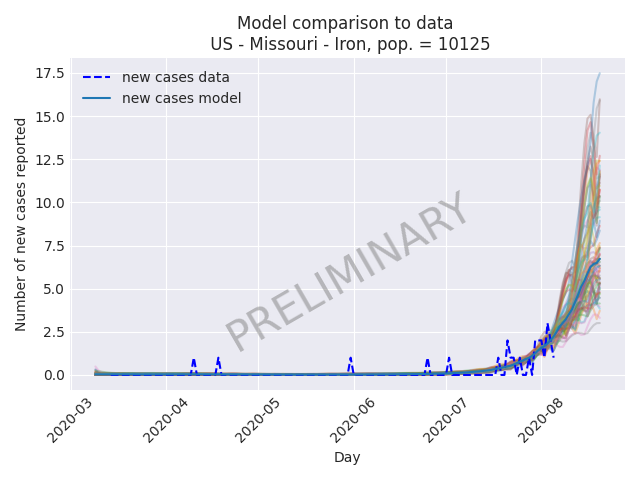 Model comparison to data
US - Missouri - Iron, pop. = 10125
new cases data
new cases model
Number of new cases reported
17.5
15.0
12.5
10.0
7.5
5.0
2.5
0.0
PRELIMINARY
2020-03
2020-04
2020-05
2020-06
2020-07
2020-08
Day